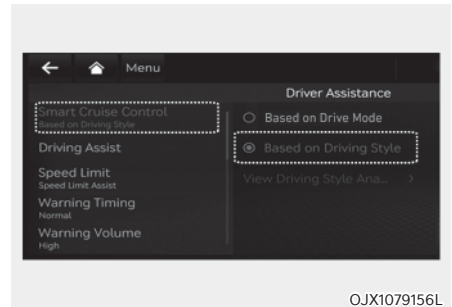 Menu
Driver Assistance
Smart Cruise Control
Based on Driving Style
Driving Assist
Speed Limit
Speed Limit Assist
Warning Timing
Normal
Warning Volume
High
Based on Drive Mode
Based on Driving Style
View Driving Style Ana...
OJX1079156L